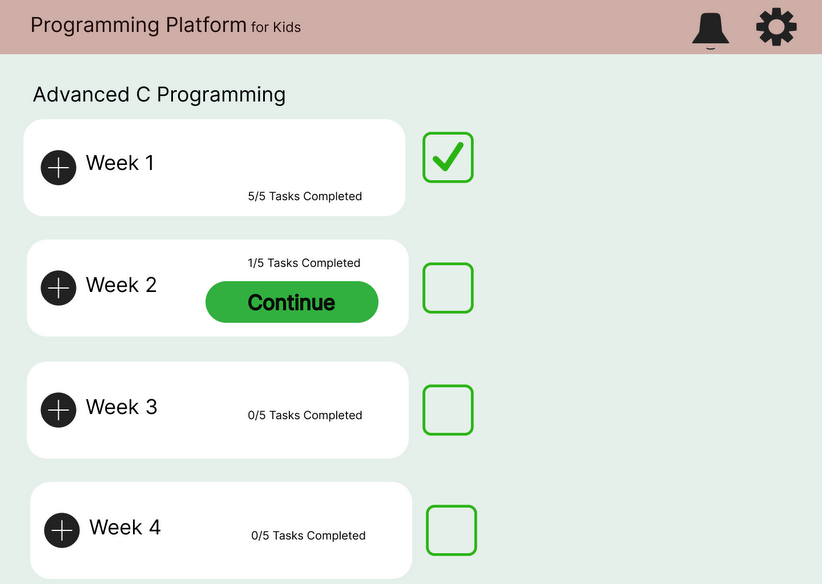 Programming Platform for Kids
Advanced C Programming
Week 1
5/5 Tasks Completed
1/5 Tasks Completed
Week 2
Continue
Week 3
0/5 Tasks Completed
Week 4
0/5 Tasks Completed